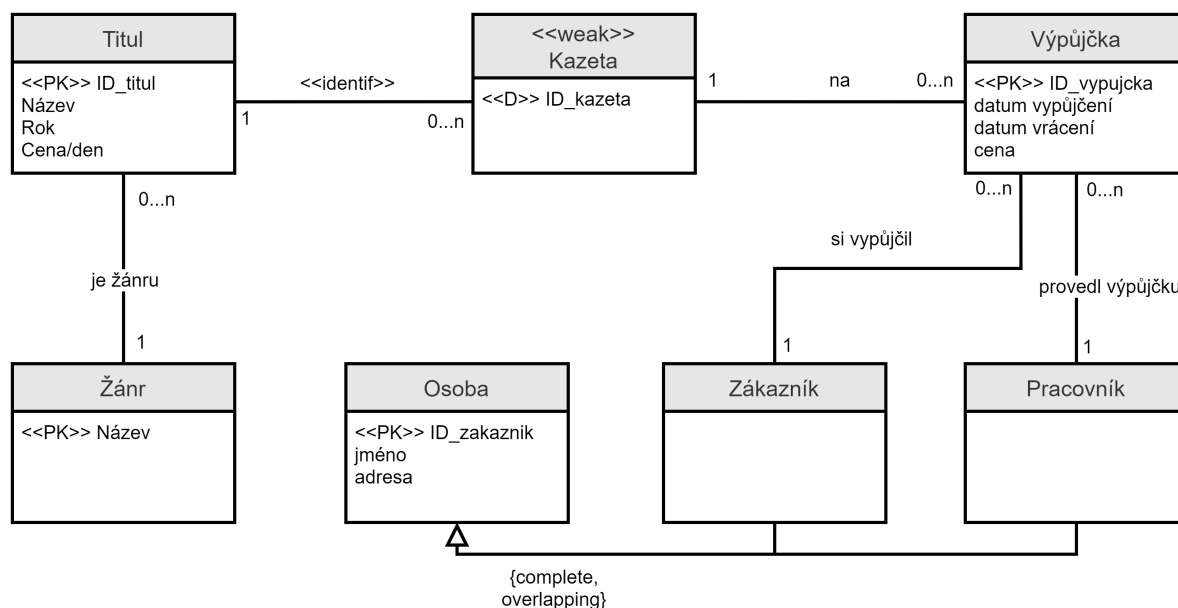 Titul
<<PK>> ID_titul
Název
Rok
Cena/den
<<identif>>
1
0...n
<<weak>>
Kazeta
<<D>> ID_kazeta
1
na
0...n
Výpůjčka
<<PK>> ID_vypujcka
datum vypůjčení
datum vrácení
cena
0...n
je žánru
1
0...n
si vypůjčil
1
0...n
provedl výpůjčku
1
Žánr
<<PK>> Název
Osoba
<<PK>> ID_zakaznik
jméno
adresa
Zákazník
Pracovník
{complete,
overlapping}